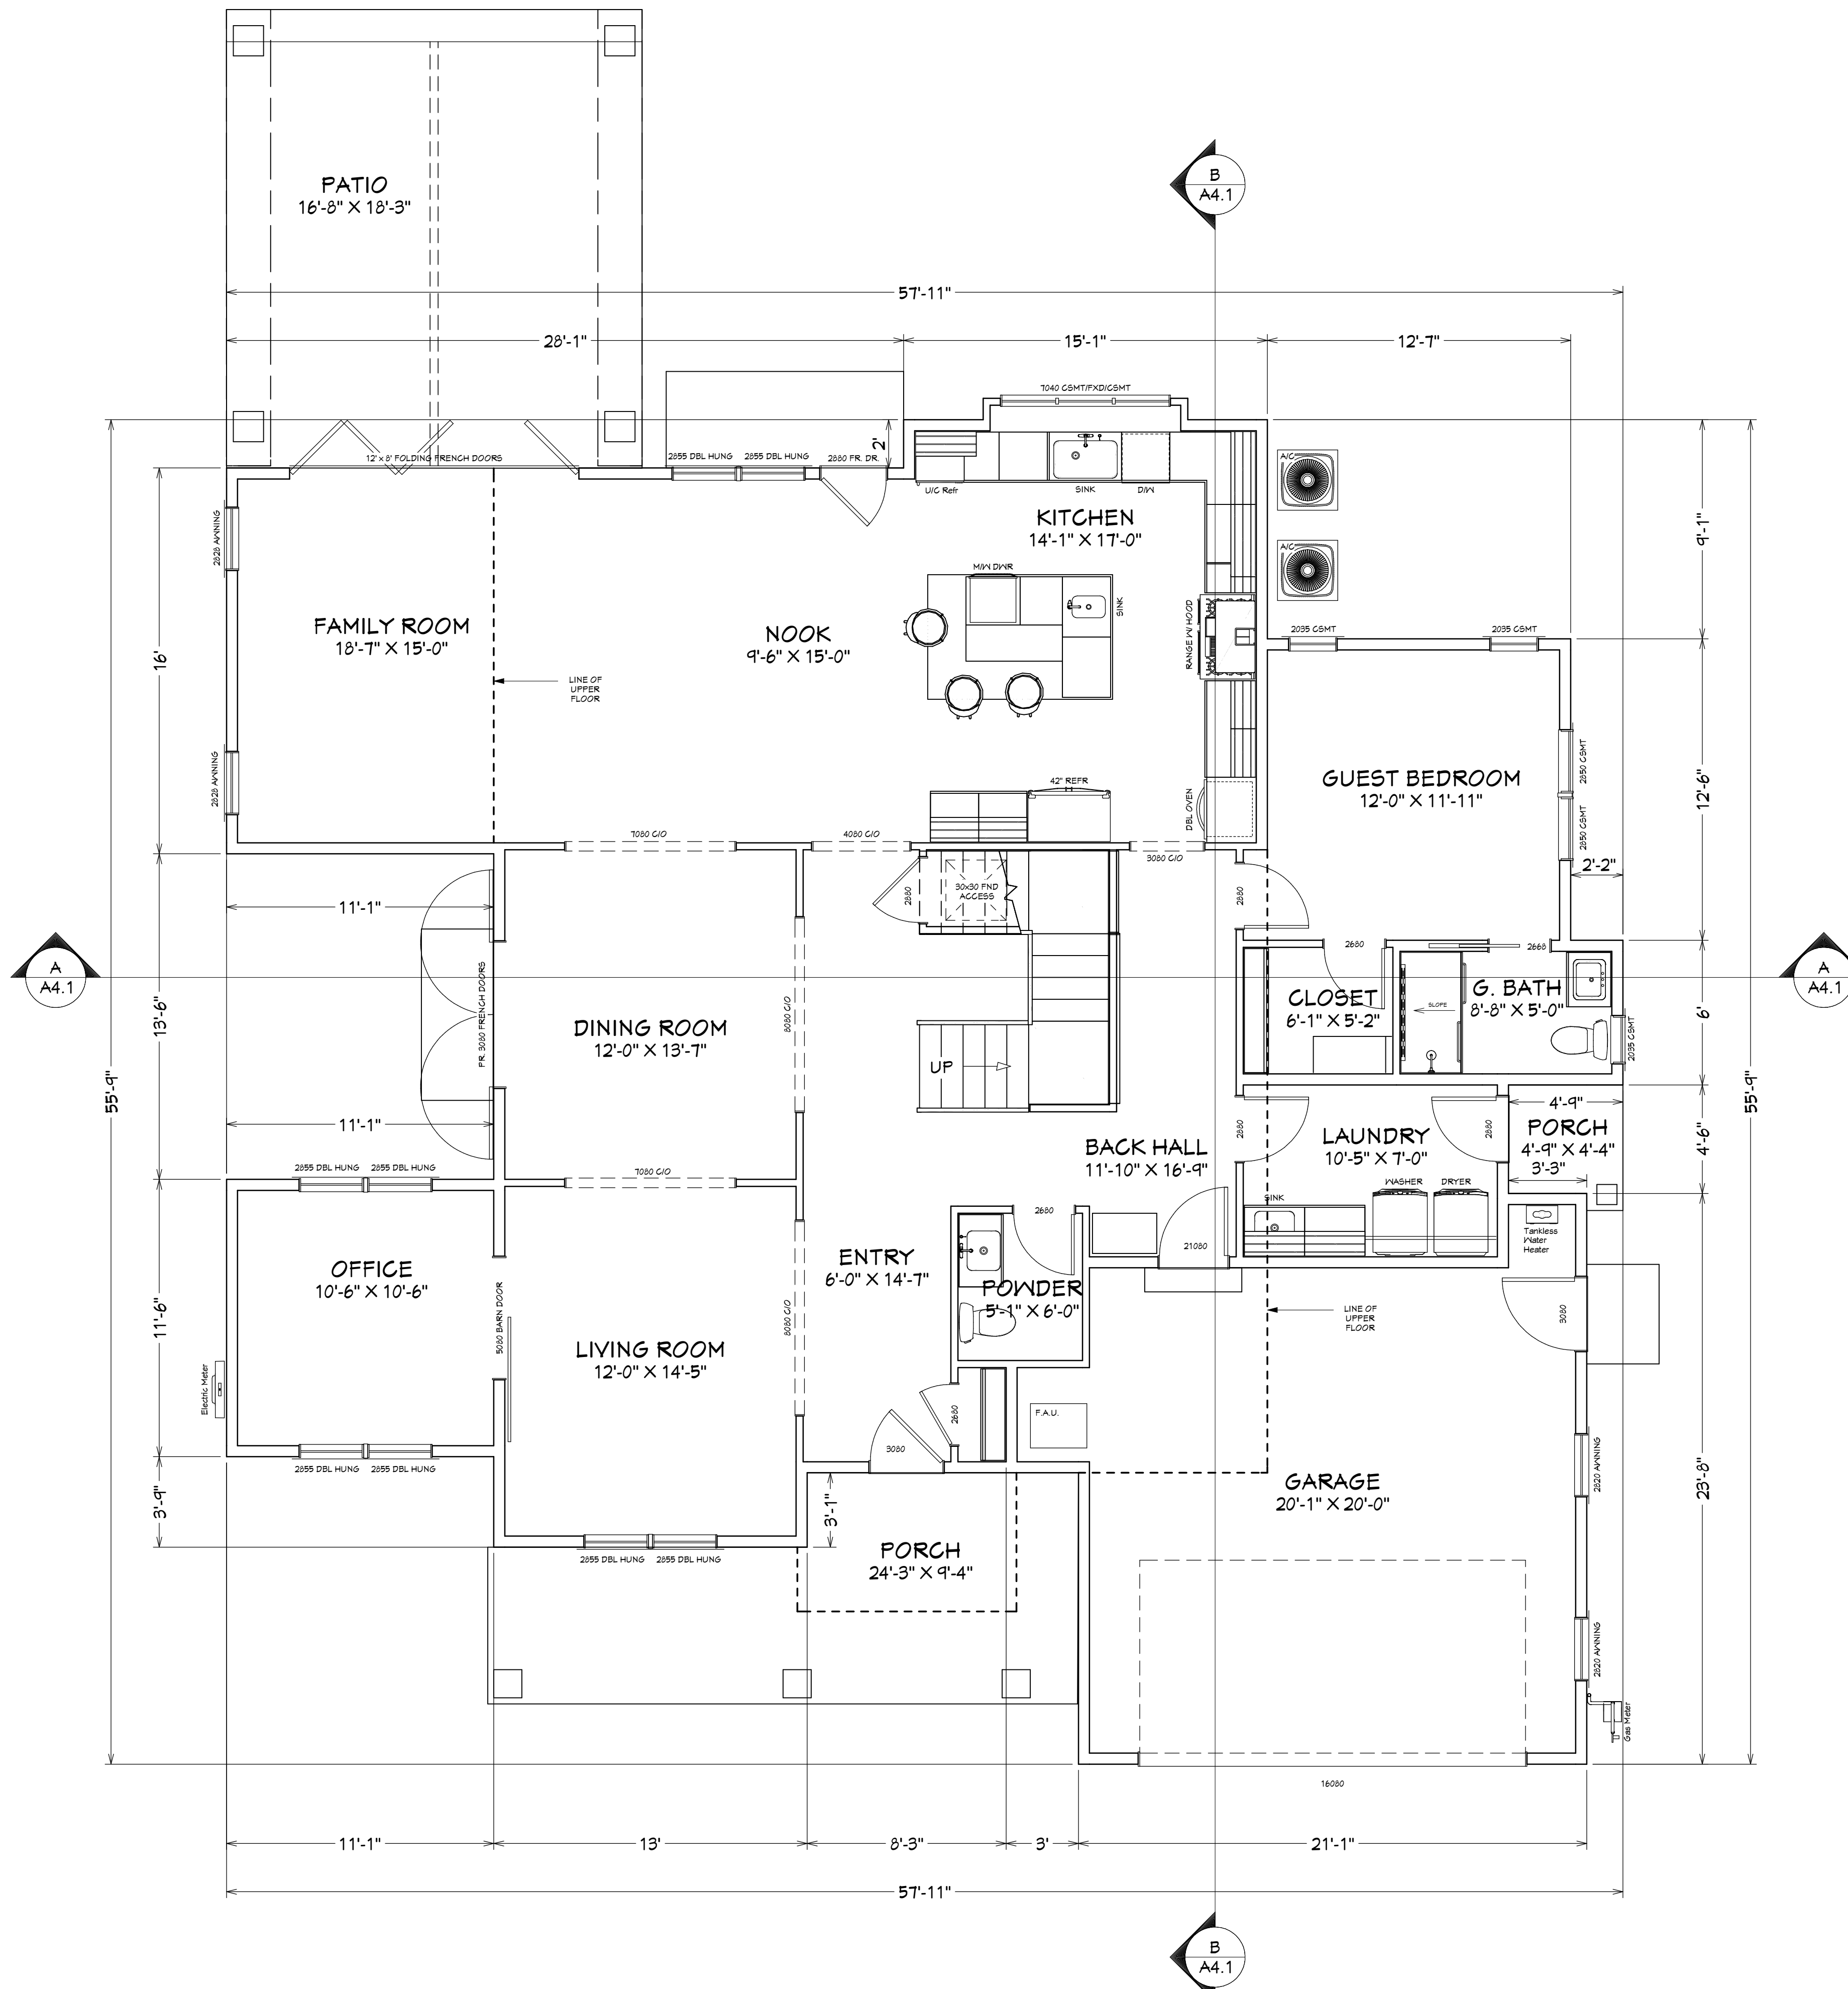 PATIO
16'-8" X 18'-3"
B
A4.1
57'-11"
28'-1"
15'-1"
12'-7"
7040 CSMT/FXD/CSMT
2'
12' x 8' FOLDING FRENCH DOORS
2855 DBL HUNG
2855 DBL HUNG
2880 FR. DR.
U/C Refr
SINK
D/W
A/C
A/C
KITCHEN
14'-1" X 17'-0"
9'-1"
2828 AWNING
M/W DWR
SINK
RANGE W/ HOOD
2035 CSMT
2035 CSMT
FAMILY ROOM
18'-7" X 15'-0"
NOOK
9'-6" X 15'-0"
16'
LINE OF
UPPER
FLOOR
2828 AWNING
42" REFR
DBL OVEN
GUEST BEDROOM
12'-0" X 11'-11"
2850 CSMT
2850 CSMT
12'-6"
2'-2"
7080 C/O
4080 C/O
3080 C/O
11'-1"
2880
30x30 FND
ACCESS
2880
2680
2668
A
A4.1
A
A4.1
PR. 3080 FRENCH DOORS
13'-6"
8080 C/O
DINING ROOM
12'-0" X 13'-7"
CLOSET
6'-1" X 5'-2"
SLOPE
G. BATH
8'-8" X 5'-0"
6'
2035 CSMT
UP
55'-9"
55'-9"
11'-1"
4'-9"
BACK HALL
11'-10" X 16'-9"
2880
LAUNDRY
10'-5" X 7'-0"
2880
PORCH
4'-9" X 4'-4"
3'-3"
4'-6"
2855 DBL HUNG
2855 DBL HUNG
7080 C/O
WASHER
DRYER
SINK
2680
21080
Tankless
Water
Heater
OFFICE
10'-6" X 10'-6"
ENTRY
6'-0" X 14'-7"
POWDER
5'-1" X 6'-0"
11'-6"
5080 BARN DOOR
8080 C/O
LINE OF
UPPER
FLOOR
3080
LIVING ROOM
12'-0" X 14'-5"
Electric Meter
2680
F.A.U.
3080
2855 DBL HUNG
2855 DBL HUNG
2820 AWNING
GARAGE
20'-1" X 20'-0"
23'-8"
3'-9"
3'-1"
PORCH
24'-3" X 9'-4"
2855 DBL HUNG
2855 DBL HUNG
2820 AWNING
Gas Meter
16080
11'-1"
13'
8'-3"
3'
21'-1"
57'-11"
B
A4.1